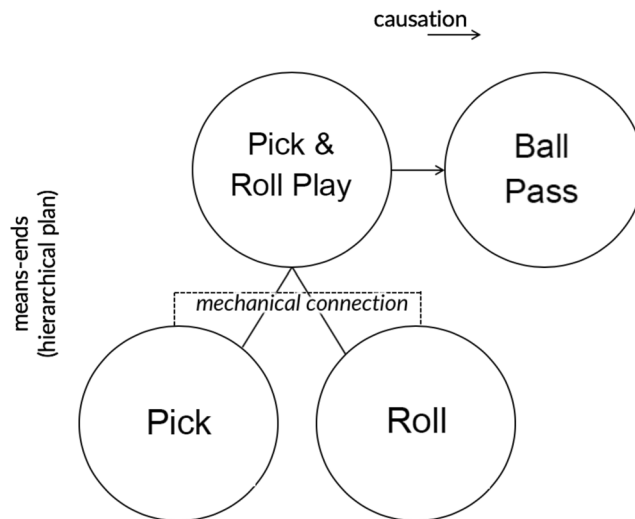 causation
Pick &
Roll Play
Ball
Pass
means-ends
(hierarchical plan)
mechanical connection
Pick
Roll